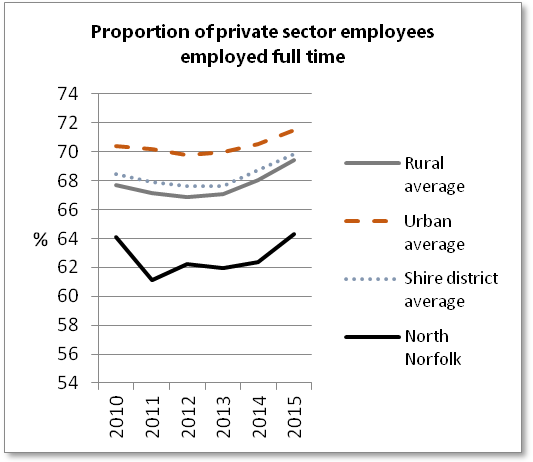 Proportion of private sector employees
employed full time
74
72
70
68
66
64
62
60
58
56
54
%
2010
2011
2012
2013
2014
2015
Rural
average
Urban
average
Shire district
average
North
Norfolk